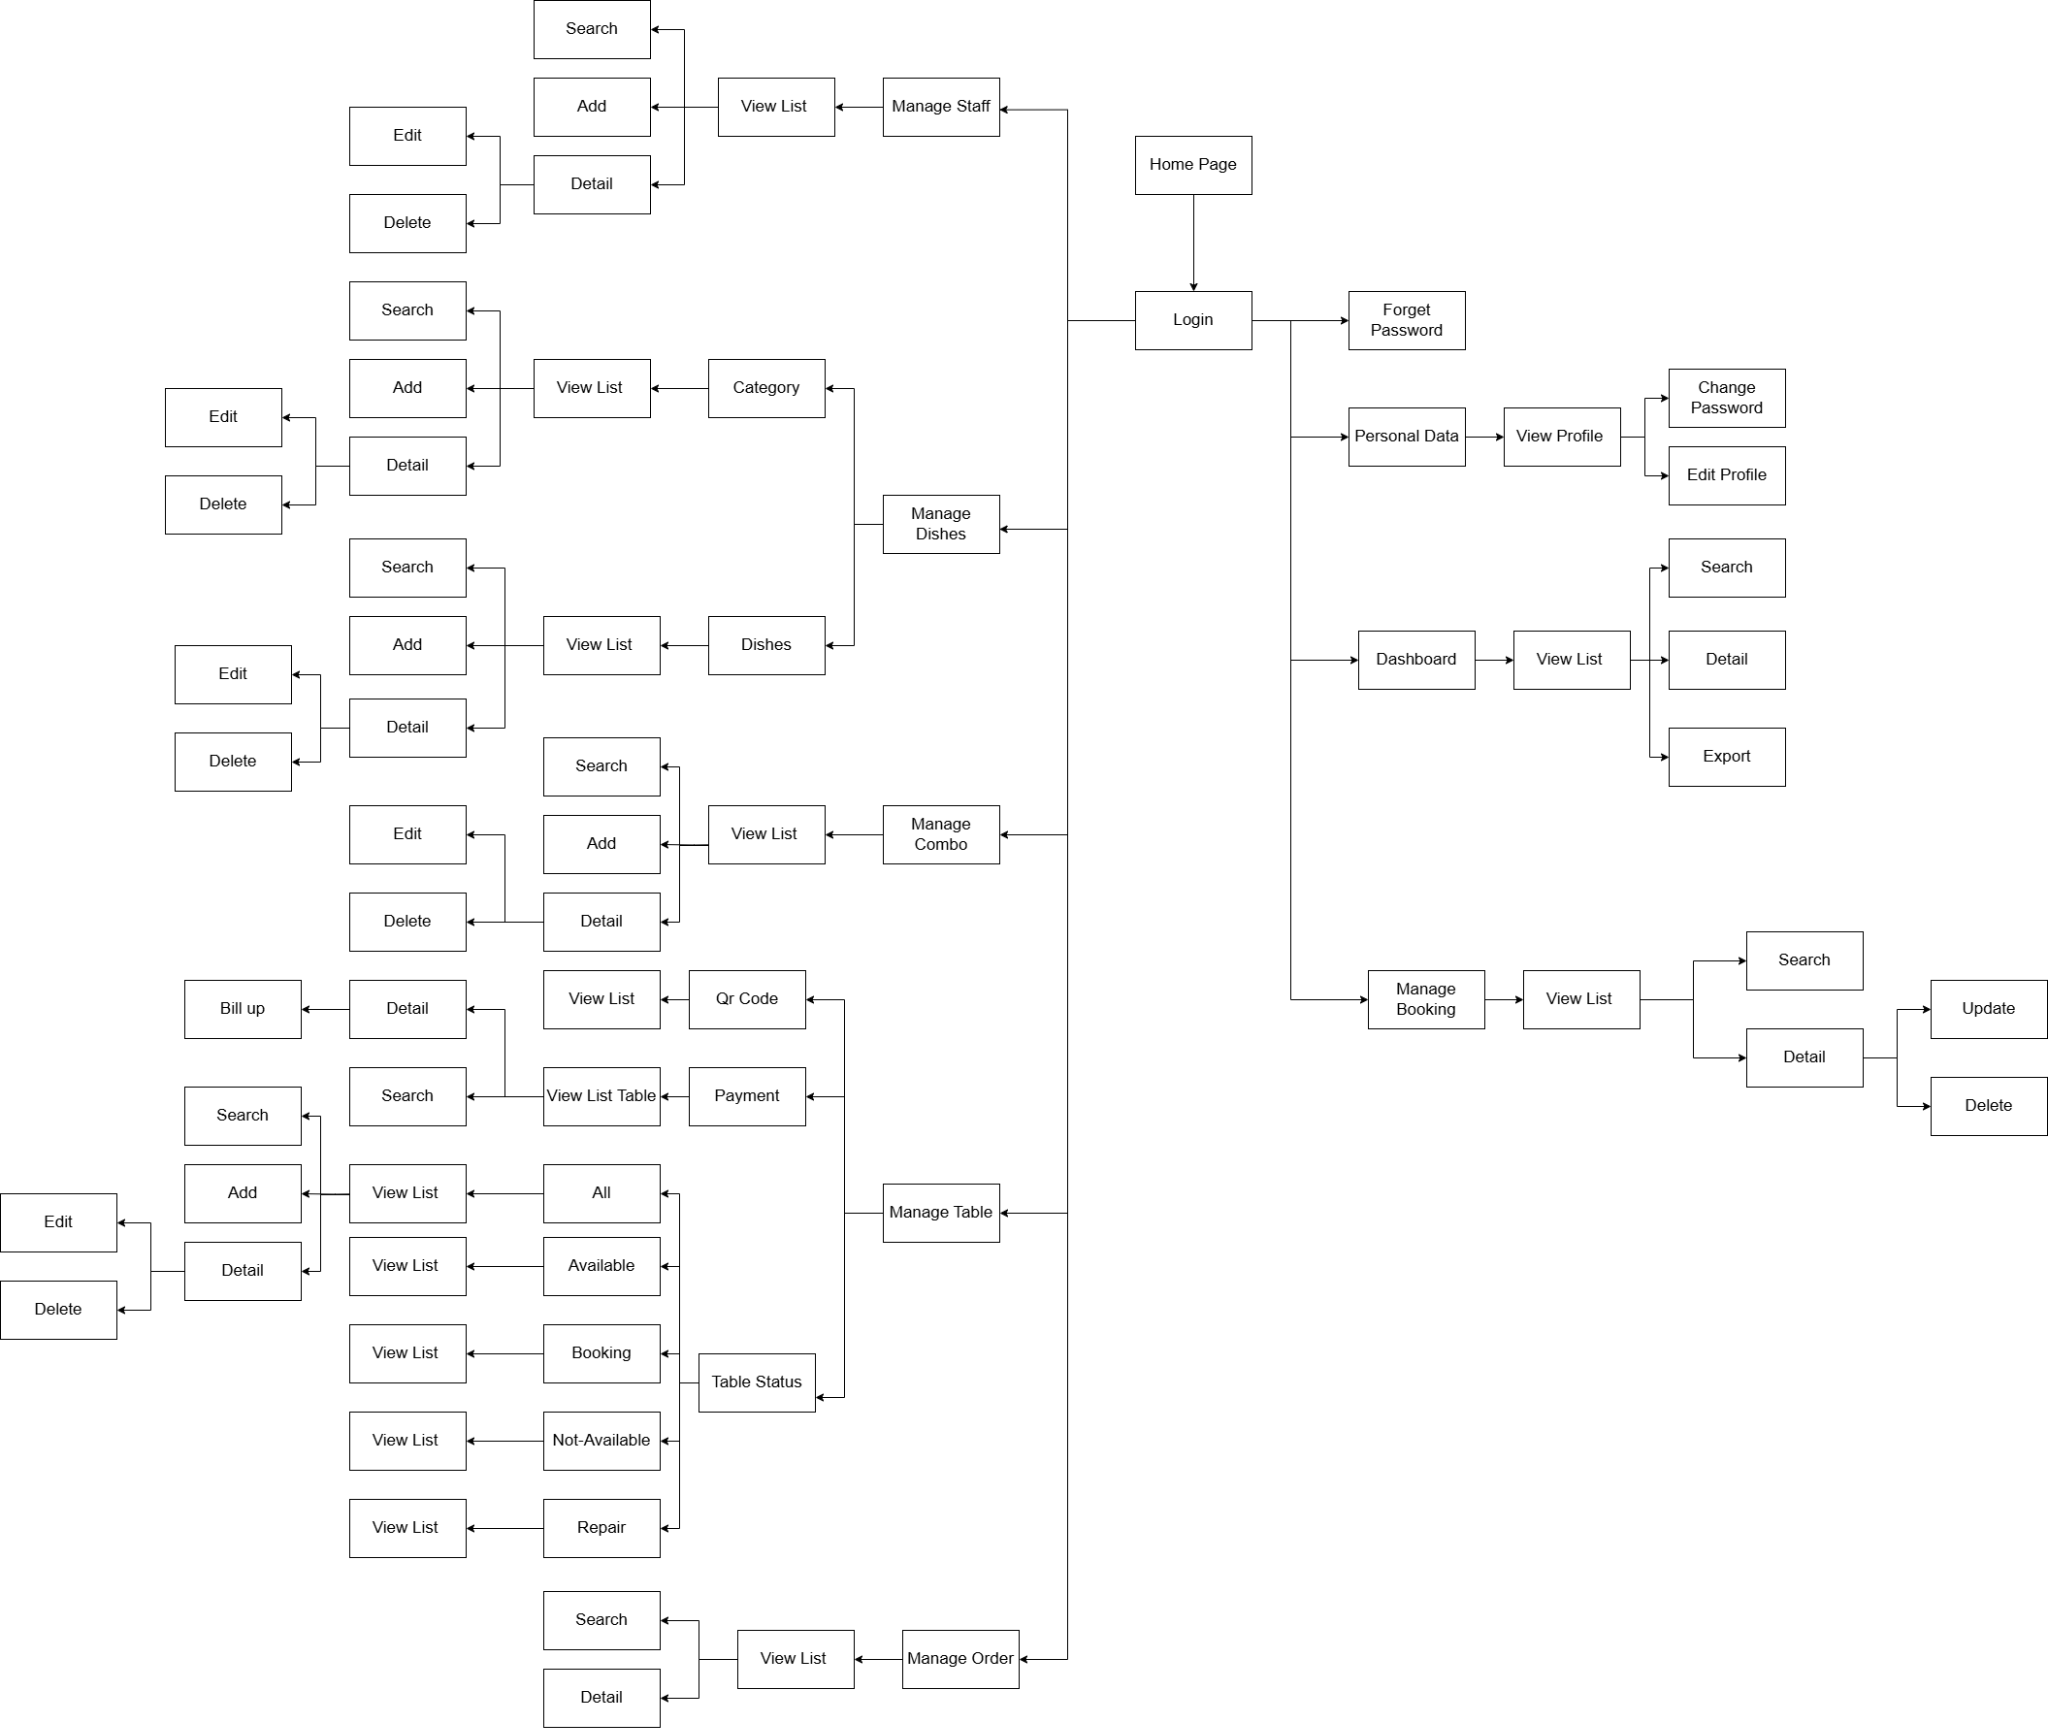 Search
Add
View List
Manage Staff
Edit
Detail
Delete
Home Page
Login
Forget
Password
Search
Add
View List
Category
Edit
Detail
Delete
Change
Password
Personal Data
View Profile
Edit Profile
Manage
Dishes
Search
Add
View List
Dishes
Edit
Detail
Delete
Search
Dashboard
View List
Detail
Export
Search
Edit
Add
View List
Manage
Combo
Delete
Detail
Bill up
Detail
View List
Qr Code
Search
View List Table
Payment
Manage
Booking
View List
Search
Detail
Update
Delete
Search
Add
View List
All
Edit
Detail
Delete
View List
Available
Manage Table
View List
Booking
Table Status
View List
Not-Available
View List
Repair
Search
View List
Manage Order
Detail